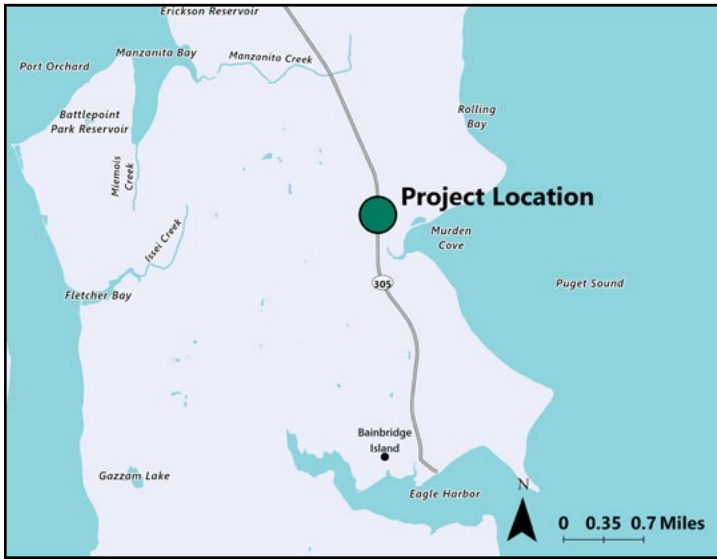 Erickson Reservoir
Manzanita Bay
Manzanita Creek
Port Orchard
Rolling
Bay
Battlepoint
Park Reservoir
Miemois
Creek
Project Location
Issei Creek
Murden
Cove
305
Puget Sound
Fletcher Bay
Bainbridge
Island
Gazzam Lake
Eagle Harbor
N
0 0.35 0.7 Miles